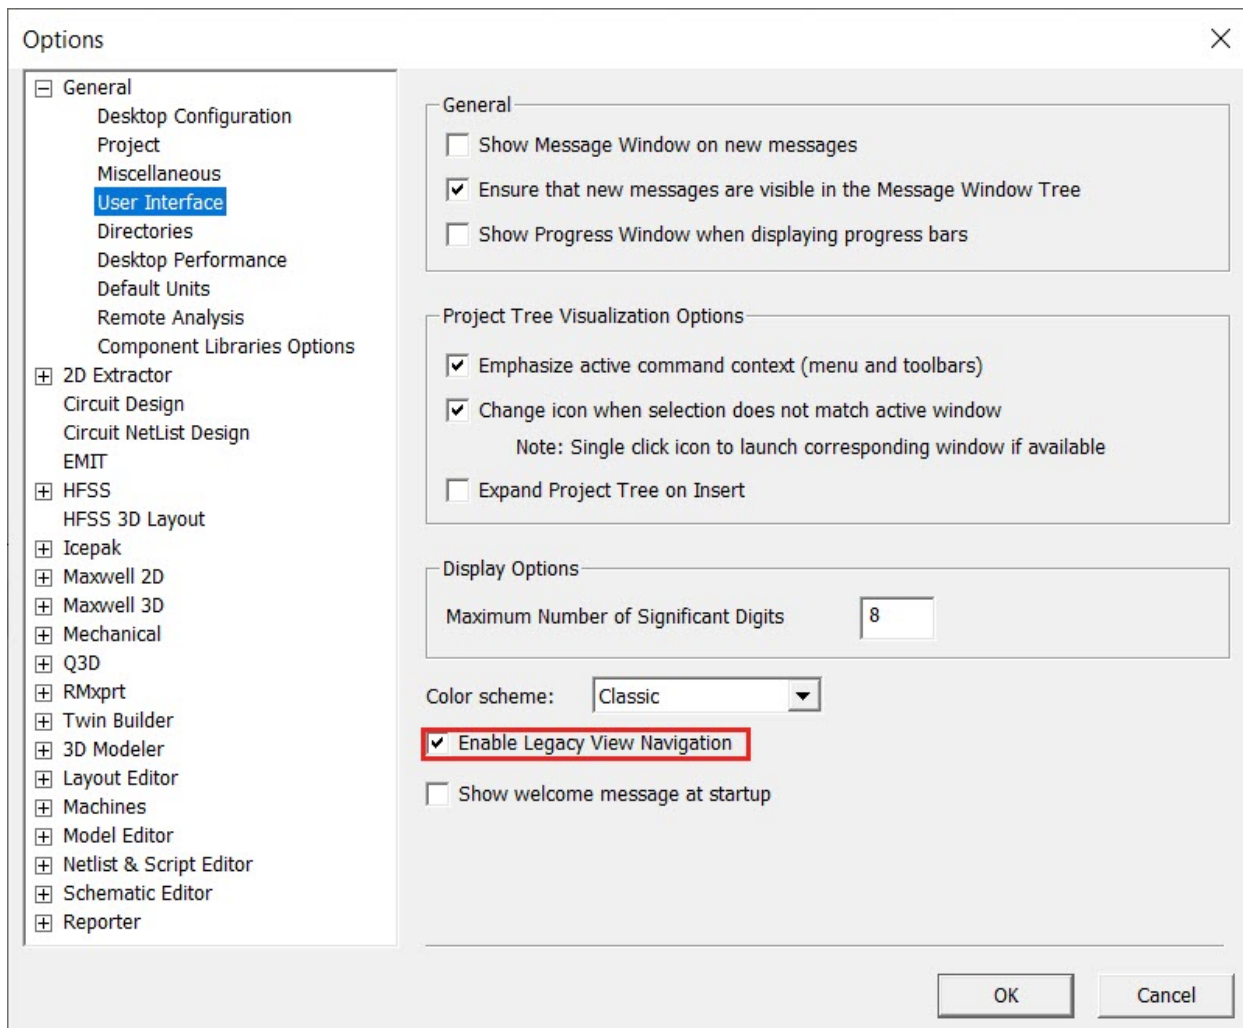 Options
General
Desktop Configuration
Project
Miscellaneous
User Interface
Directories
Desktop Performance
Default Units
Remote Analysis
Component Libraries Options
2D Extractor
Circuit Design
Circuit NetList Design
EMIT
HFSS
HFSS 3D Layout
Icepak
Maxwell 2D
Maxwell 3D
Mechanical
Q3D
RMxprt
Twin Builder
3D Modeler
Layout Editor
Machines
Model Editor
Netlist & Script Editor
Schematic Editor
Reporter
General
Show Message Window on new messages
Ensure that new messages are visible in the Message Window Tree
Show Progress Window when displaying progress bars
Project Tree Visualization Options
Emphasize active command context (menu and toolbars)
Change icon when selection does not match active window
Note: Single click icon to launch corresponding window if available
Expand Project Tree on Insert
Display Options
Maximum Number of Significant Digits 8
Color scheme: Classic
Enable Legacy View Navigation
Show welcome message at startup
OK Cancel